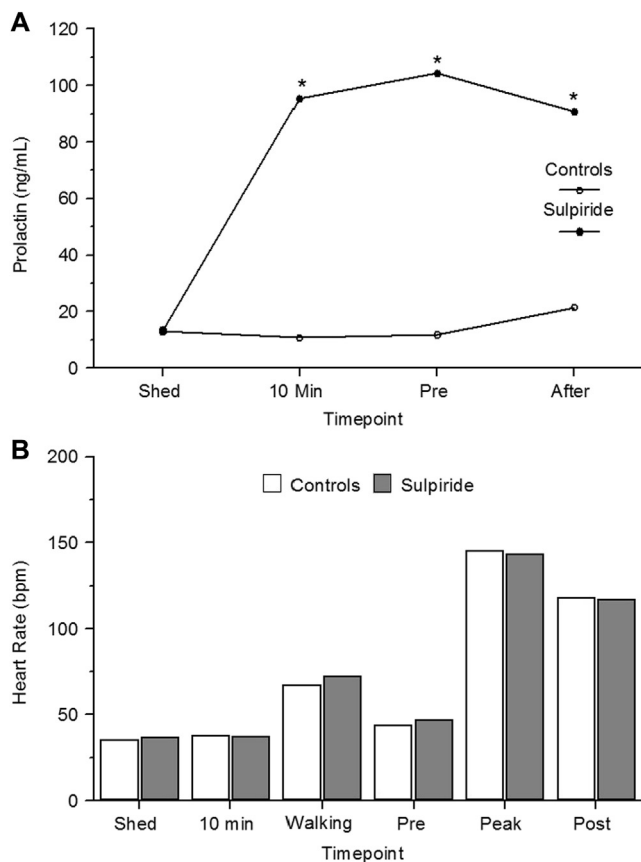 A
120
100
80
60
40
20
0
Prolactin (ng/mL)
* * *
Controls
Sulpiride
Shed 10 Min Pre After
Timepoint
B
200
150
100
50
0
Heart Rate (bpm)
Controls Sulpiride
Shed 10 min Walking Pre Peak Post
Timepoint